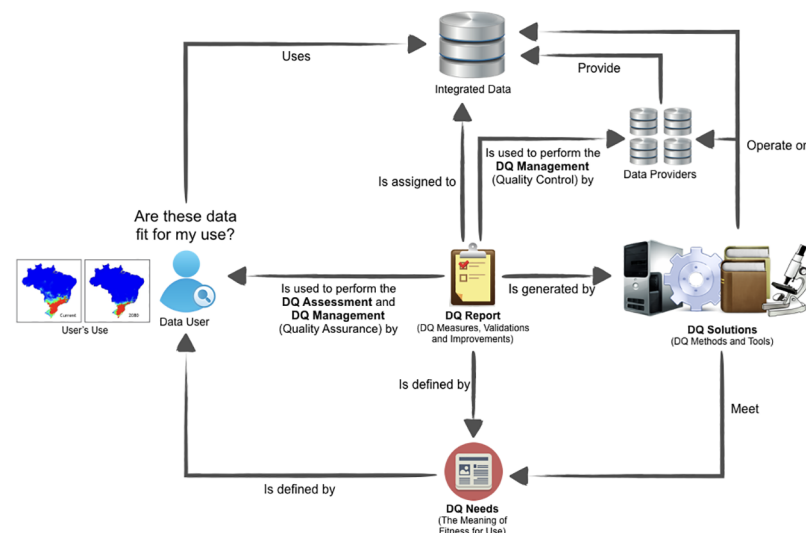 Uses
Integrated Data
Provide
Is used to perform the
DQ Management
(Quality Control) by
Data Providers
Operate on
Is assigned to
Are these data
fit for my use?
Current
2080
User's Use
Data User
Is used to perform the
DQ Assessment and
DQ Management
(Quality Assurance) by
DQ Report
(DQ Measures, Validations
and Improvements)
Is generated by
DQ Solutions
(DQ Methods and Tools)
Is defined by
Meet
Is defined by
DQ Needs
(The Meaning of
Fitness for Use)